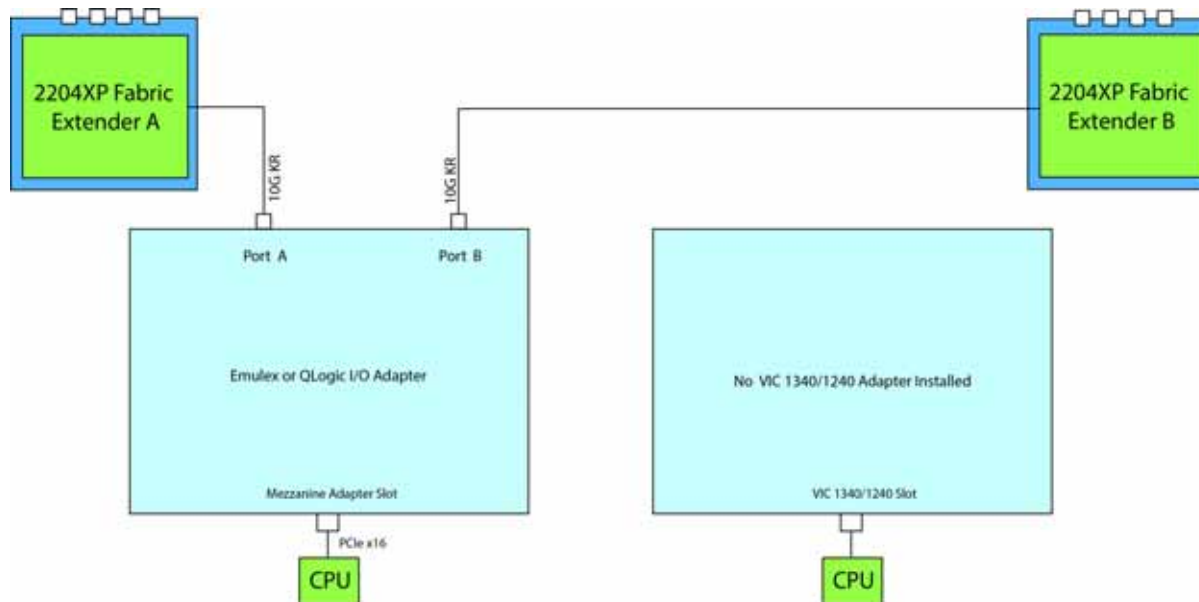 2204XP Fabric
Extender A
2204XP Fabric
Extender B
10G KR
10G KR
Port A
Port B
Emulex or QLogic I/O Adapter
No VIC 1340/1240 Adapter Installed
Mezzanine Adapter Slot
VIC 1340/1240 Slot
PCIe x16
CPU
CPU